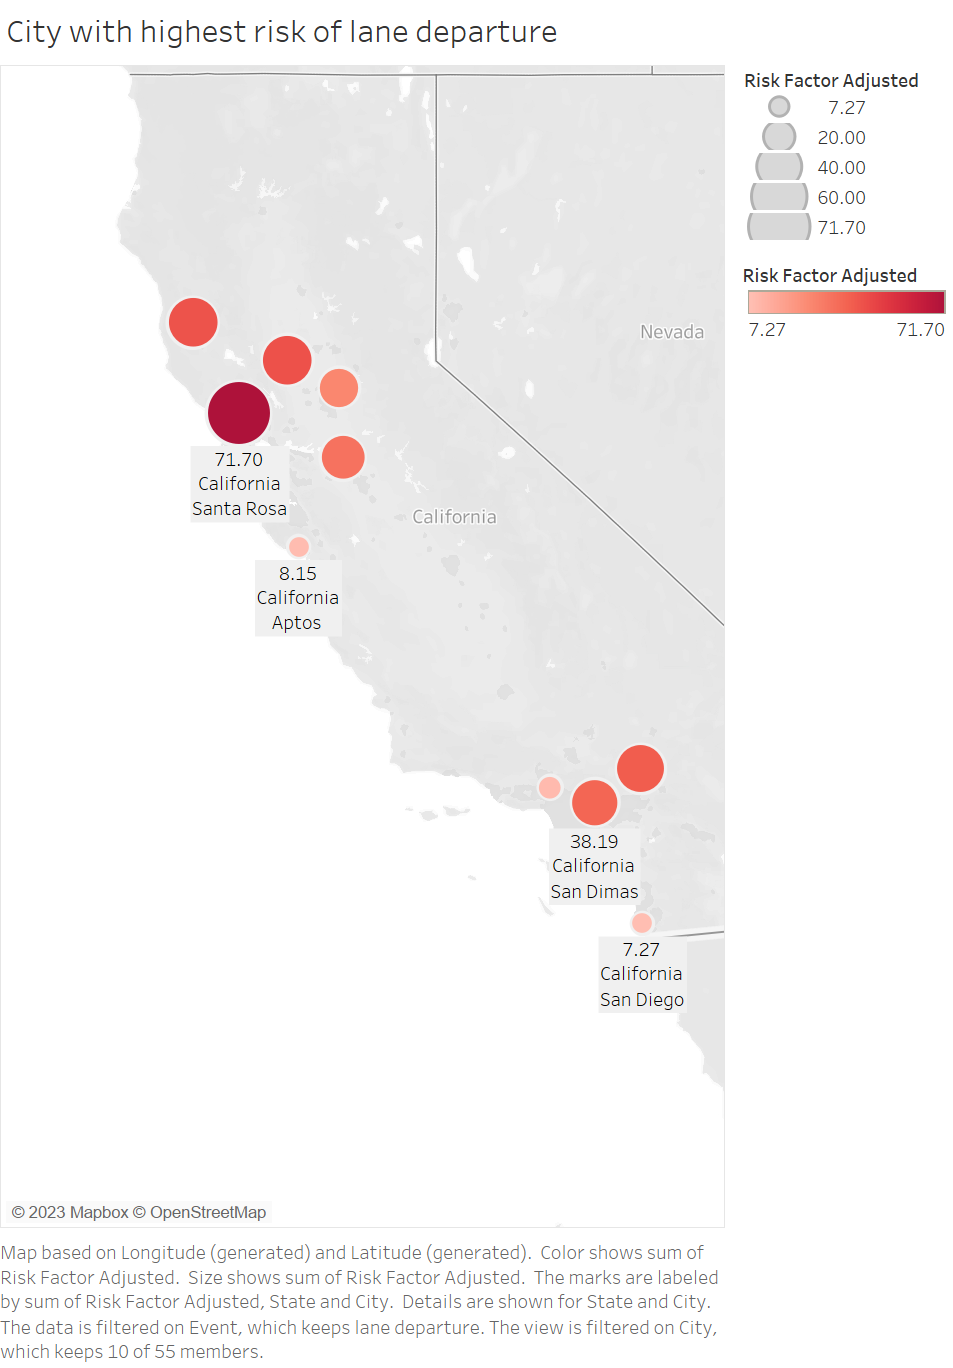 City with highest risk of lane departure
Risk Factor Adjusted
7.27
20.00
40.00
60.00
71.70
Risk Factor Adjusted
7.27 71.70
Nevada
California
71.70
California
Santa Rosa
8.15
California
Aptos
38.19
California
San Dimas
7.27
California
San Diego
© 2023 Mapbox © OpenStreetMap
Map based on Longitude (generated) and Latitude (generated).  Color shows sum of
Risk Factor Adjusted.  Size shows sum of Risk Factor Adjusted.  The marks are labeled
by sum of Risk Factor Adjusted, State and City.  Details are shown for State and City.
The data is filtered on Event, which keeps lane departure. The view is filtered on City,
which keeps 10 of 55 members.